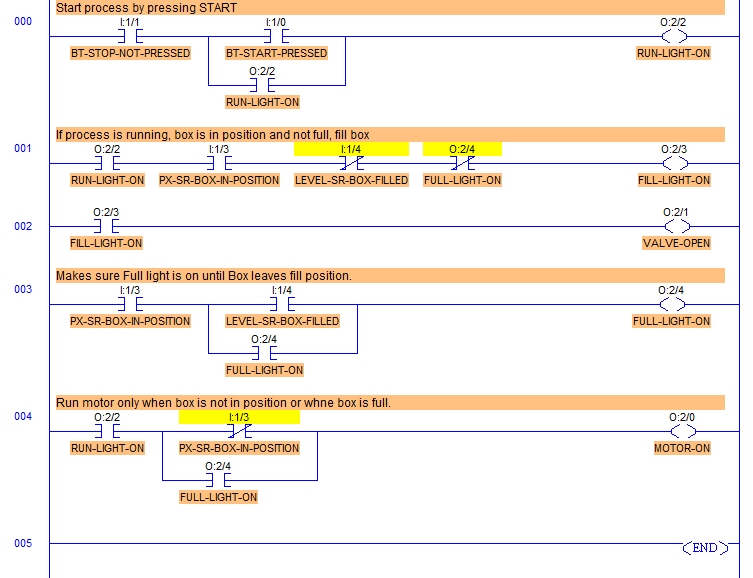 Start process by pressing START
000 I:1/1 I:1/0 O:2/2
BT-STOP-NOT-PRESSED BT-START-PRESSED RUN-LIGHT-ON
O:2/2
RUN-LIGHT-ON
If process is running, box is in position and not full, fill box
001 O:2/2 I:1/3 I:1/4 O:2/4 O:2/3
RUN-LIGHT-ON PX-SR-BOX-IN-POSITION LEVEL-SR-BOX-FILLED FULL-LIGHT-ON FILL-LIGHT-ON
002 O:2/3 O:2/1
FILL-LIGHT-ON VALVE-OPEN
Makes sure Full light is on until Box leaves fill position.
003 I:1/3 I:1/4 O:2/4
PX-SR-BOX-IN-POSITION LEVEL-SR-BOX-FILLED FULL-LIGHT-ON
O:2/4
FULL-LIGHT-ON
Run motor only when box is not in position or whne box is full.
004 O:2/2 I:1/3 O:2/0
RUN-LIGHT-ON PX-SR-BOX-IN-POSITION MOTOR-ON
O:2/4
FULL-LIGHT-ON
005 END